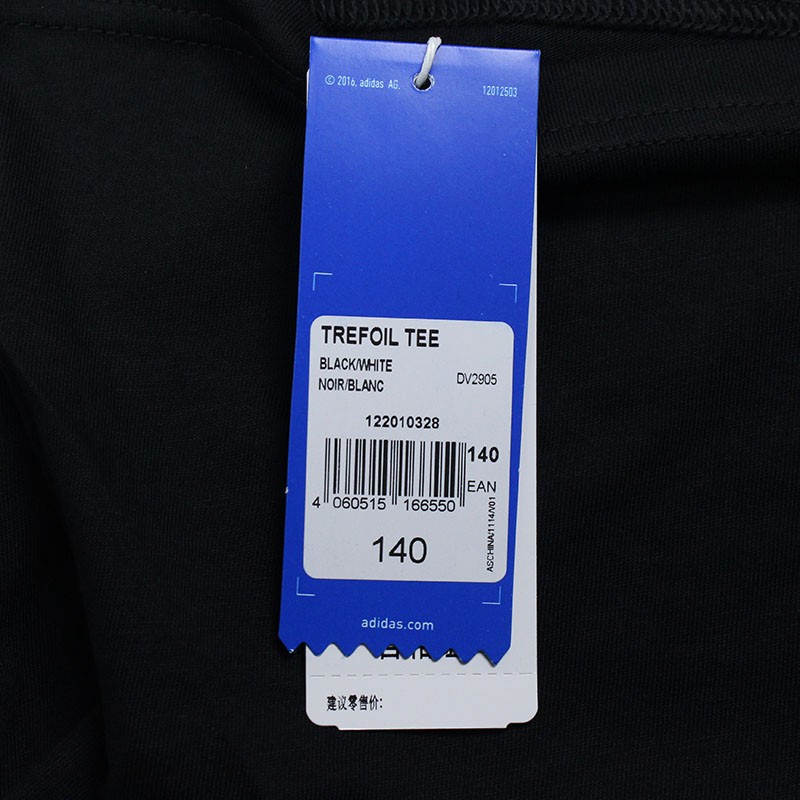 © 2016, adidas AG.
12012503
TREFOIL TEE
BLACK/WHITE
NOIR/BLANC
DV2905
122010328
140
EAN
4 060515 166550
140
ASCHINA/1114/V01
adidas.com
建议零售价: